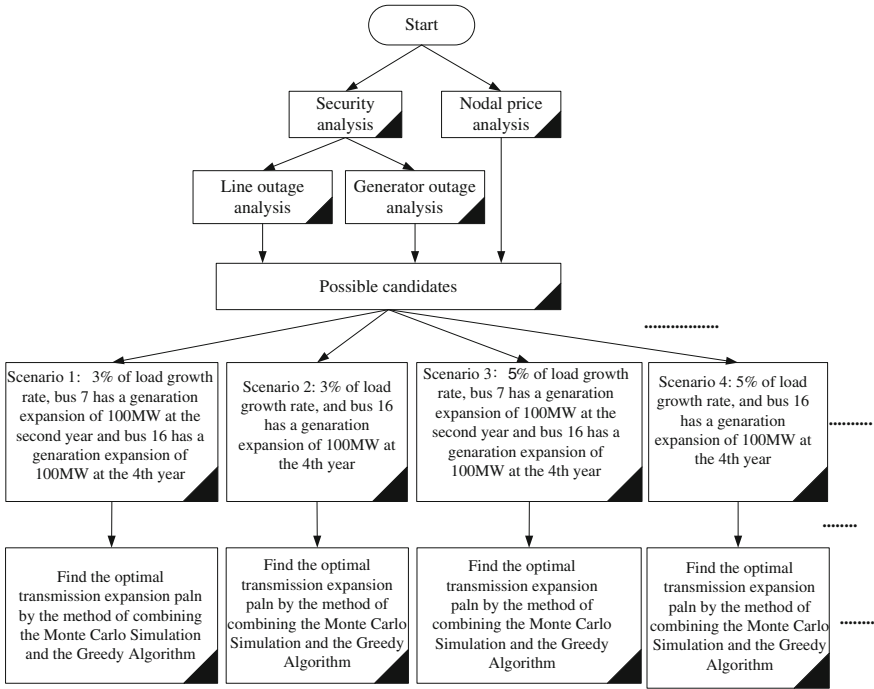 Start
Security
analysis
Nodal price
analysis
Line outage
analysis
Generator outage
analysis
Possible candidates
..................
Scenario 1: 3% of load growth
rate, bus 7 has a genaration
expansion of 100MW at the
second year and bus 16 has a
genaration expansion of
100MW at the 4th year
Scenario 2: 3% of load
growth rate, and bus 16
has a genaration
expansion of 100MW at
the 4th year
Scenario 3: 5% of load growth
rate, bus 7 has a genaration
expansion of 100MW at the
second year and bus 16 has a
genaration expansion of
100MW at the 4th year
Scenario 4: 5% of load
growth rate, and bus 16
has a genaration
expansion of 100MW at
the 4th year
..........
........
Find the optimal
transmission expansion paln
by the method of combining
the Monte Carlo Simulation
and the Greedy Algorithm
Find the optimal
transmission expansion
paln by the method of
combining the Monte Carlo
Simulation and the Greedy
Algorithm
Find the optimal
transmission expansion
paln by the method of
combining the Monte Carlo
Simulation and the Greedy
Algorithm
Find the optimal
transmission expansion
paln by the method of
combining the Monte Carlo
Simulation and the Greedy
Algorithm
........